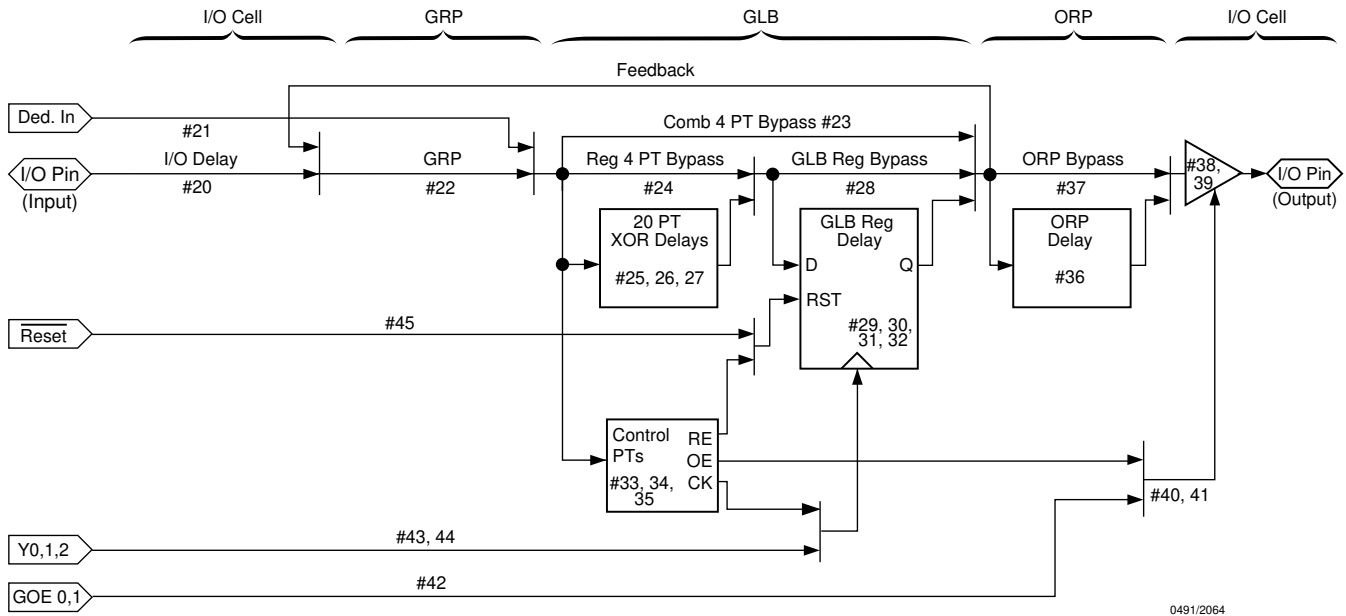 I/O Cell
GRP
GLB
ORP
I/O Cell
Feedback
Ded. In
#21
Comb 4 PT Bypass #23
I/O Pin
(Input)
I/O Delay
#20
GRP
#22
Reg 4 PT Bypass
#24
GLB Reg Bypass
#28
ORP Bypass
#37
#38,
39
I/O Pin
(Output)
20 PT
XOR Delays
#25, 26, 27
GLB Reg
Delay
D
Q
RST
#29, 30,
31, 32
ORP
Delay
#36
Reset
#45
Control
PTs
RE
OE
CK
#33, 34,
35
#40, 41
Y0,1,2
#43, 44
GOE 0,1
#42
0491/2064